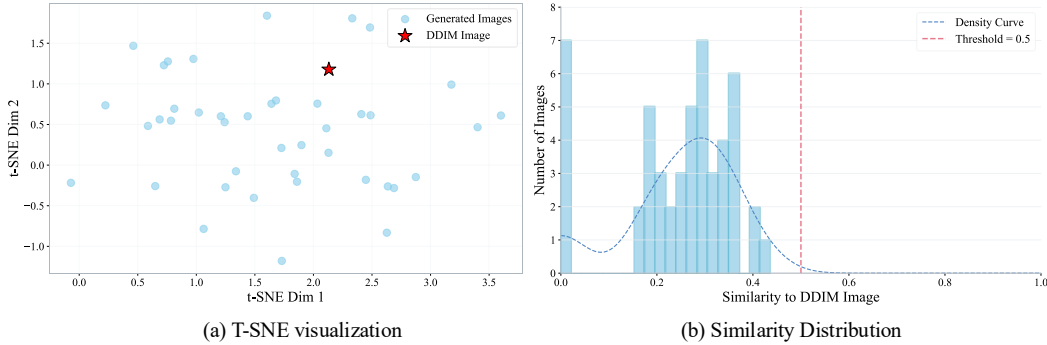 Generated Images
DDIM Image
1.5
1.0
0.5
0.0
−0.5
−1.0
t-SNE Dim 2
0.0 0.5 1.0 1.5 2.0 2.5 3.0 3.5
t-SNE Dim 1
(a) T-SNE visualization
8
7
6
5
4
3
2
1
0
Number of Images
Density Curve
Threshold = 0.5
0.0 0.2 0.4 0.6 0.8 1.0
Similarity to DDIM Image
(b) Similarity Distribution